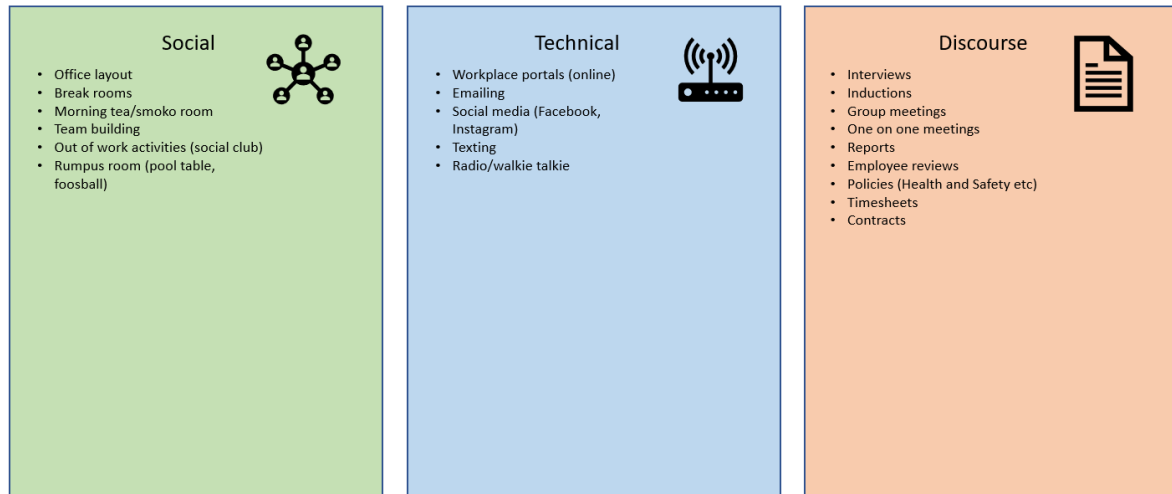 Social
• Office layout
• Break rooms
• Morning tea/smoko room
• Team building
• Out of work activities (social club)
• Rumpus room (pool table,
foosball)
Technical
• Workplace portals (online)
• Emailing
• Social media (Facebook,
Instagram)
• Texting
• Radio/walkie talkie
Discourse
• Interviews
• Inductions
• Group meetings
• One on one meetings
• Reports
• Employee reviews
• Policies (Health and Safety etc)
• Timesheets
• Contracts